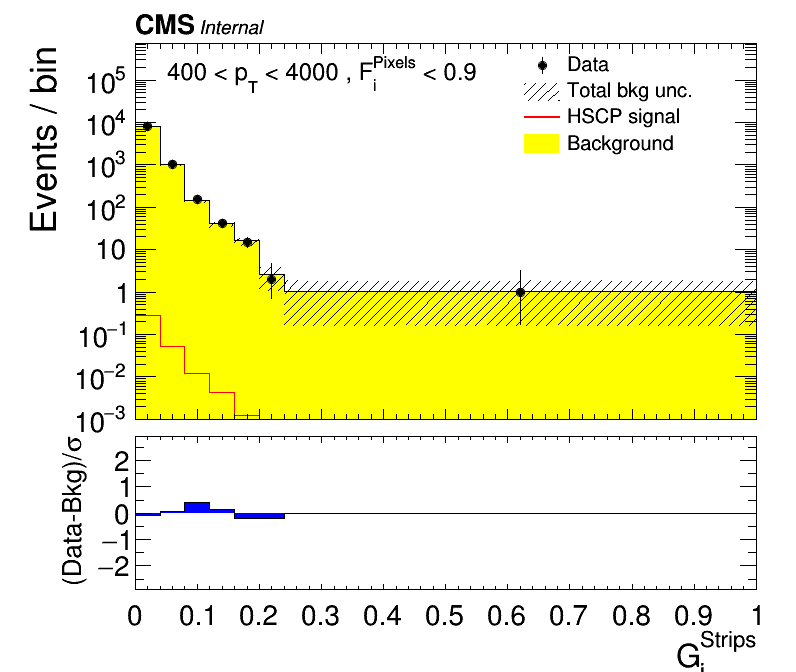 CMS Internal
Events / bin
400 < p_T < 4000 , F_i^Pixels < 0.9
Data
Total bkg unc.
HSCP signal
Background
10^5
10^4
10^3
10^2
10
1
10^−1
10^−2
10^−3
(Data-Bkg)/σ
2
1
0
−1
−2
0 0.1 0.2 0.3 0.4 0.5 0.6 0.7 0.8 0.9 1
G_i^Strips